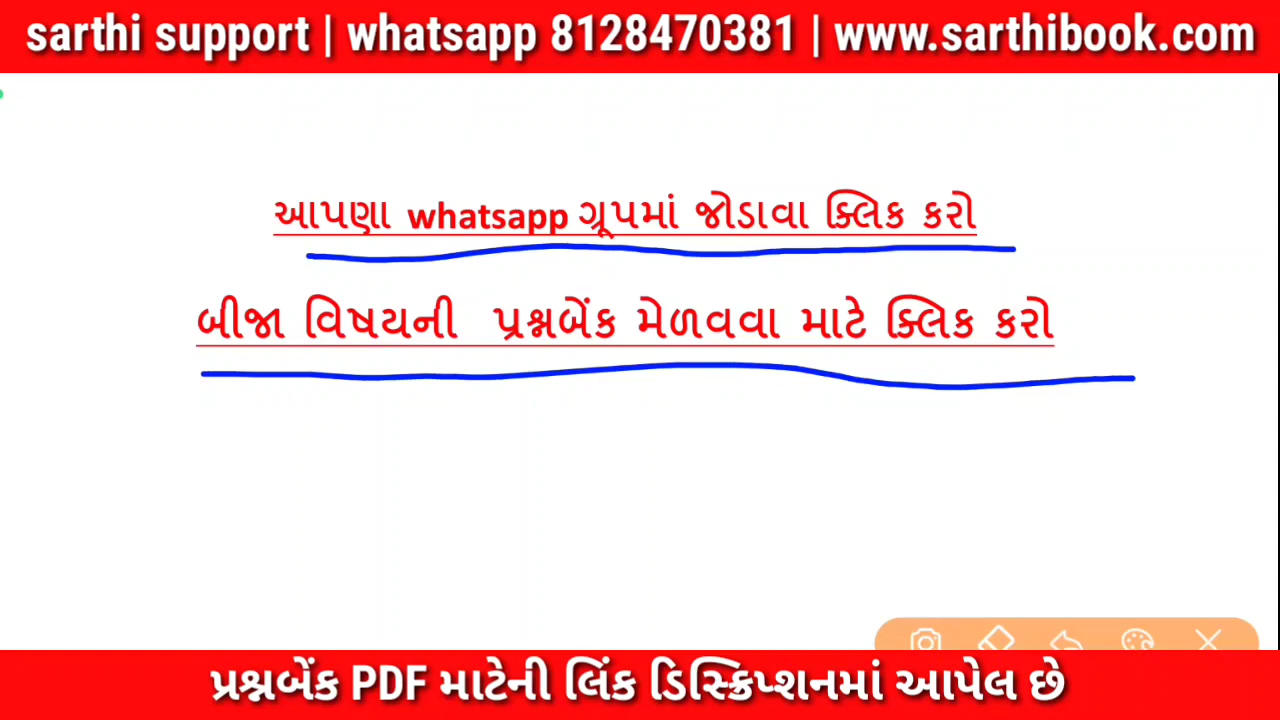 sarthi support | whatsapp 8128470381 | www.sarthibook.com
આપણા whatsapp ગ્રૂપમાં જોડાવા ક્લિક કરો
બીજા વિષયની પ્રશ્નબેંક મેળવવા માટે ક્લિક કરો
પ્રશ્નબેંક PDF માટેની લિંક ડિસ્ક્રિપ્શનમાં આપેલ છે